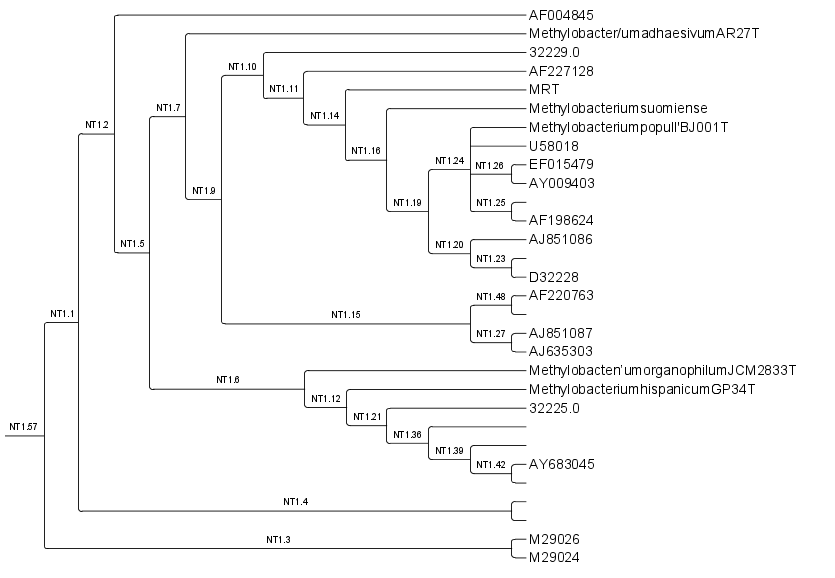 AF004845
Methylobacter/umadhaesivumAR27T
32229.0
NT1.10
AF227128
NT1.11
MRT
NT1.7
Methylobacteriumsuomiense
NT1.14
NT1.2
Methylobacteriumpopull'BJ001T
U58018
NT1.16
NT1.24
EF015479
NT1.26
AY009403
NT1.9
NT1.19
NT1.25
AF198624
AJ851086
NT1.5
NT1.20
NT1.23
D32228
AF220763
NT1.48
NT1.1
NT1.15
AJ851087
NT1.27
AJ635303
Methylobacten'umorganophilumJCM2833T
NT1.6
MethylobacteriumhispanicumGP34T
NT1.12
32225.0
NT1.21
NT1.57
NT1.36
NT1.39
AY683045
NT1.42
NT1.4
NT1.3
M29026
M29024